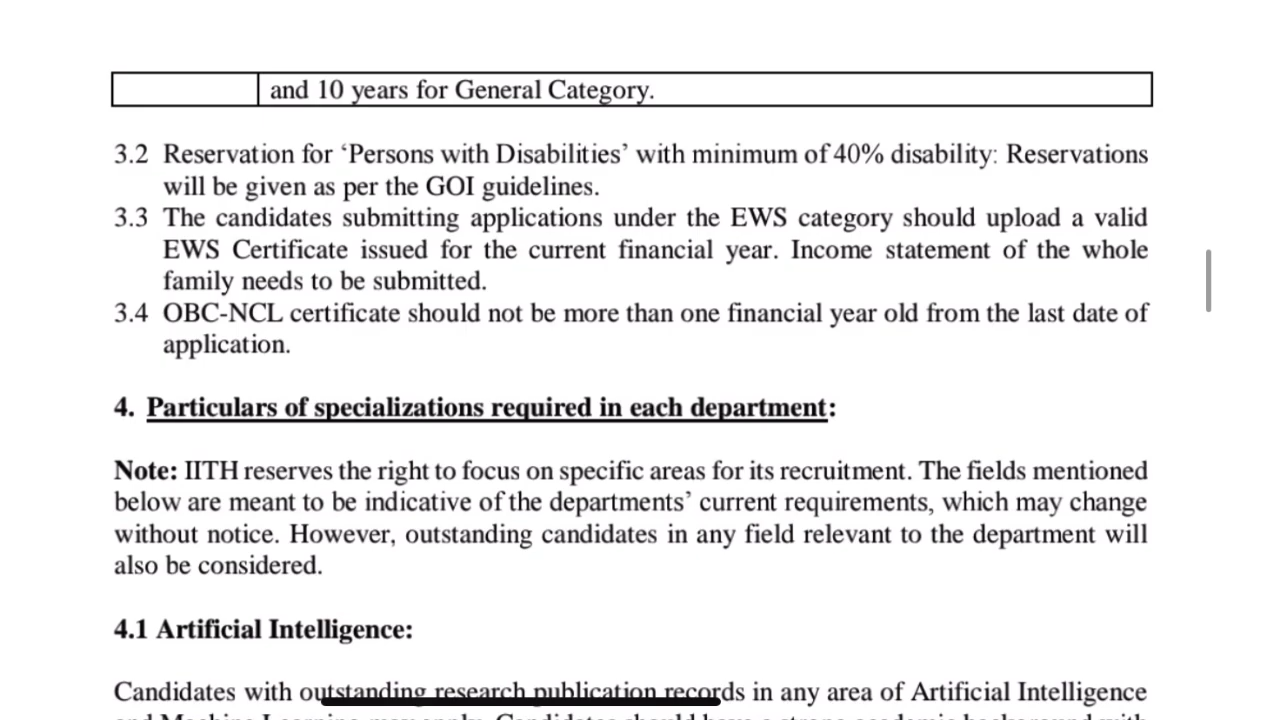 and 10 years for General Category.
3.2 Reservation for ‘Persons with Disabilities’ with minimum of 40% disability: Reservations
will be given as per the GOI guidelines.
3.3 The candidates submitting applications under the EWS category should upload a valid
EWS Certificate issued for the current financial year. Income statement of the whole
family needs to be submitted.
3.4 OBC-NCL certificate should not be more than one financial year old from the last date of
application.
4. Particulars of specializations required in each department:
Note: IITH reserves the right to focus on specific areas for its recruitment. The fields mentioned
below are meant to be indicative of the departments’ current requirements, which may change
without notice. However, outstanding candidates in any field relevant to the department will
also be considered.
4.1 Artificial Intelligence:
Candidates with outstanding research publication records in any area of Artificial Intelligence